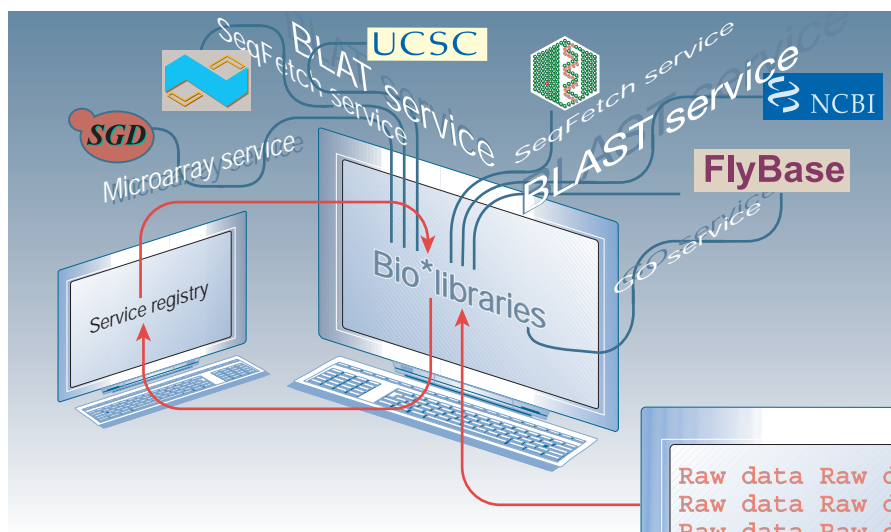 UCSC
BLAT service
SeqFetch service
SGD
Microarray service
SeqFetch service
BLAST service
NCBI
FlyBase
GO service
Bio*libraries
Service registry
Raw data Raw d
Raw data Raw d
Raw data Raw d